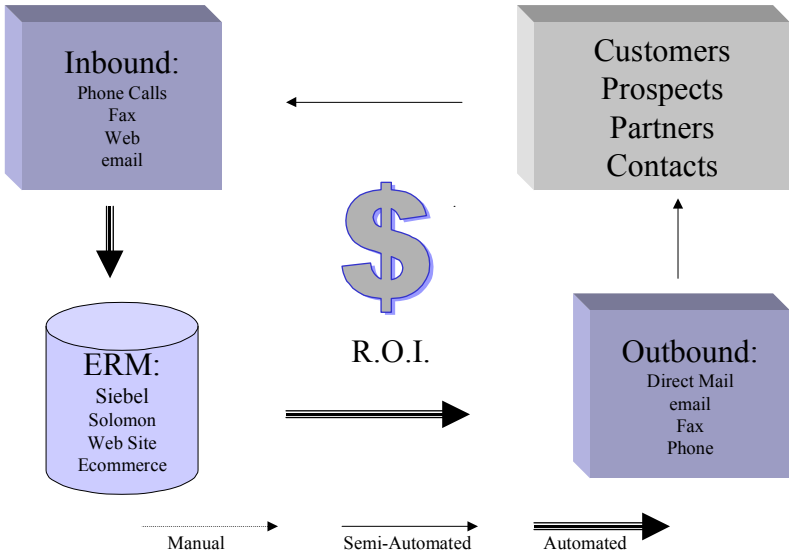 Inbound:
Phone Calls
Fax
Web
email
Customers
Prospects
Partners
Contacts
$
R.O.I.
ERM:
Siebel
Solomon
Web Site
Ecommerce
Outbound:
Direct Mail
email
Fax
Phone
Manual
Semi-Automated
Automated